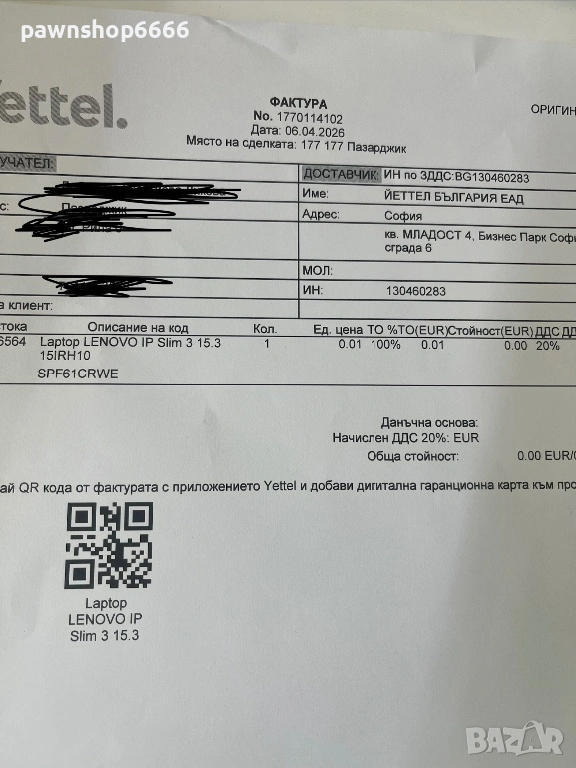 pawnshop6666
Yettel.
ФАКТУРА
No. 1770114102
Дата: 06.04.2026
Място на сделката: 177 177 Пазарджик
ОРИГИН
УЧАТЕЛ:
ДОСТАВЧИК: ИН по ЗДДС:BG130460283
Име: ЙЕТТЕЛ БЪЛГАРИЯ ЕАД
с:
Адрес: София
кв. МЛАДОСТ 4, Бизнес Парк Софи
сграда 6
МОЛ:
ИН: 130460283
а клиент:
тока Описание на код Кол. Ед. цена ТО %ТО(EUR)Стойност(EUR) ДДС ДД
6564 Laptop LENOVO IP Slim 3 15.3 1 0.01 100% 0.01 0.00 20%
15IRH10
SPF61CRWE
Данъчна основа:
Начислен ДДС 20%: EUR
Обща стойност: 0.00 EUR/
ай QR кода от фактурата с приложението Yettel и добави дигитална гаранционна карта към про
Laptop
LENOVO IP
Slim 3 15.3
BAZAR